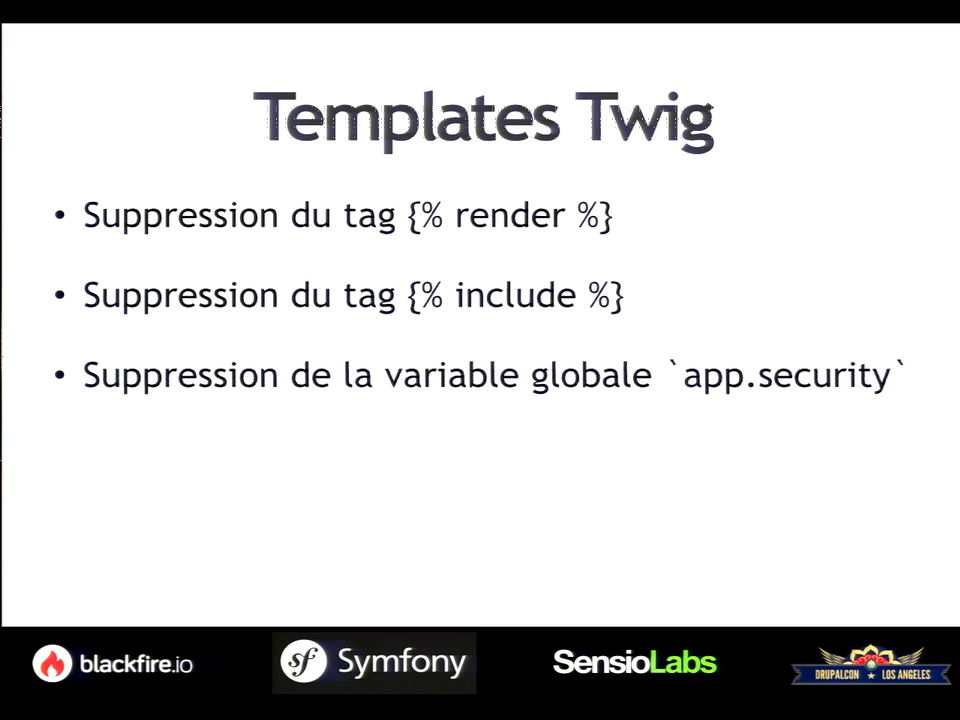 Templates Twig
• Suppression du tag {% render %}
• Suppression du tag {% include %}
• Suppression de la variable globale `app.security`
blackfire.io
sf Symfony
SensioLabs
DRUPALCON ★ LOS ANGELES